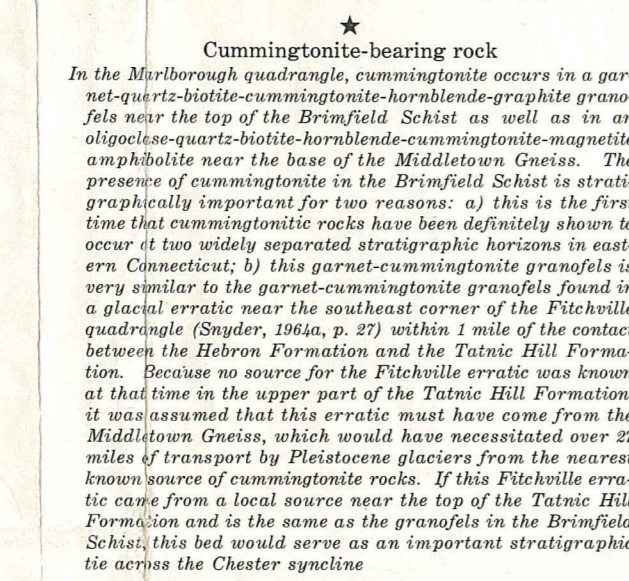 Cummingtonite-bearing rock
In the Marlborough quadrangle, cummingtonite occurs in a gar-
net-quartz-biotite-cummingtonite-hornblende-graphite grano-
fels near the top of the Brimfield Schist as well as in an
oligoclase-quartz-biotite-hornblende-cummingtonite-magnetite
amphibolite near the base of the Middletown Gneiss. The
presence of cummingtonite in the Brimfield Schist is strati-
graphically important for two reasons: a) this is the first
time that cummingtonitic rocks have been definitely shown to
occur at two widely separated stratigraphic horizons in east-
ern Connecticut; b) this garnet-cummingtonite granofels is
very similar to the garnet-cummingtonite granofels found in
a glacial erratic near the southeast corner of the Fitchville
quadrangle (Snyder, 1964a, p. 27) within 1 mile of the contact
between the Hebron Formation and the Tatnic Hill Forma-
tion. Because no source for the Fitchville erratic was known
at that time in the upper part of the Tatnic Hill Formation,
it was assumed that this erratic must have come from the
Middletown Gneiss, which would have necessitated over 27
miles of transport by Pleistocene glaciers from the nearest
known source of cummingtonite rocks. If this Fitchville erra-
tic came from a local source near the top of the Tatnic Hill
Formation and is the same as the granofels in the Brimfield
Schist, this bed would serve as an important stratigraphic
tie across the Chester syncline